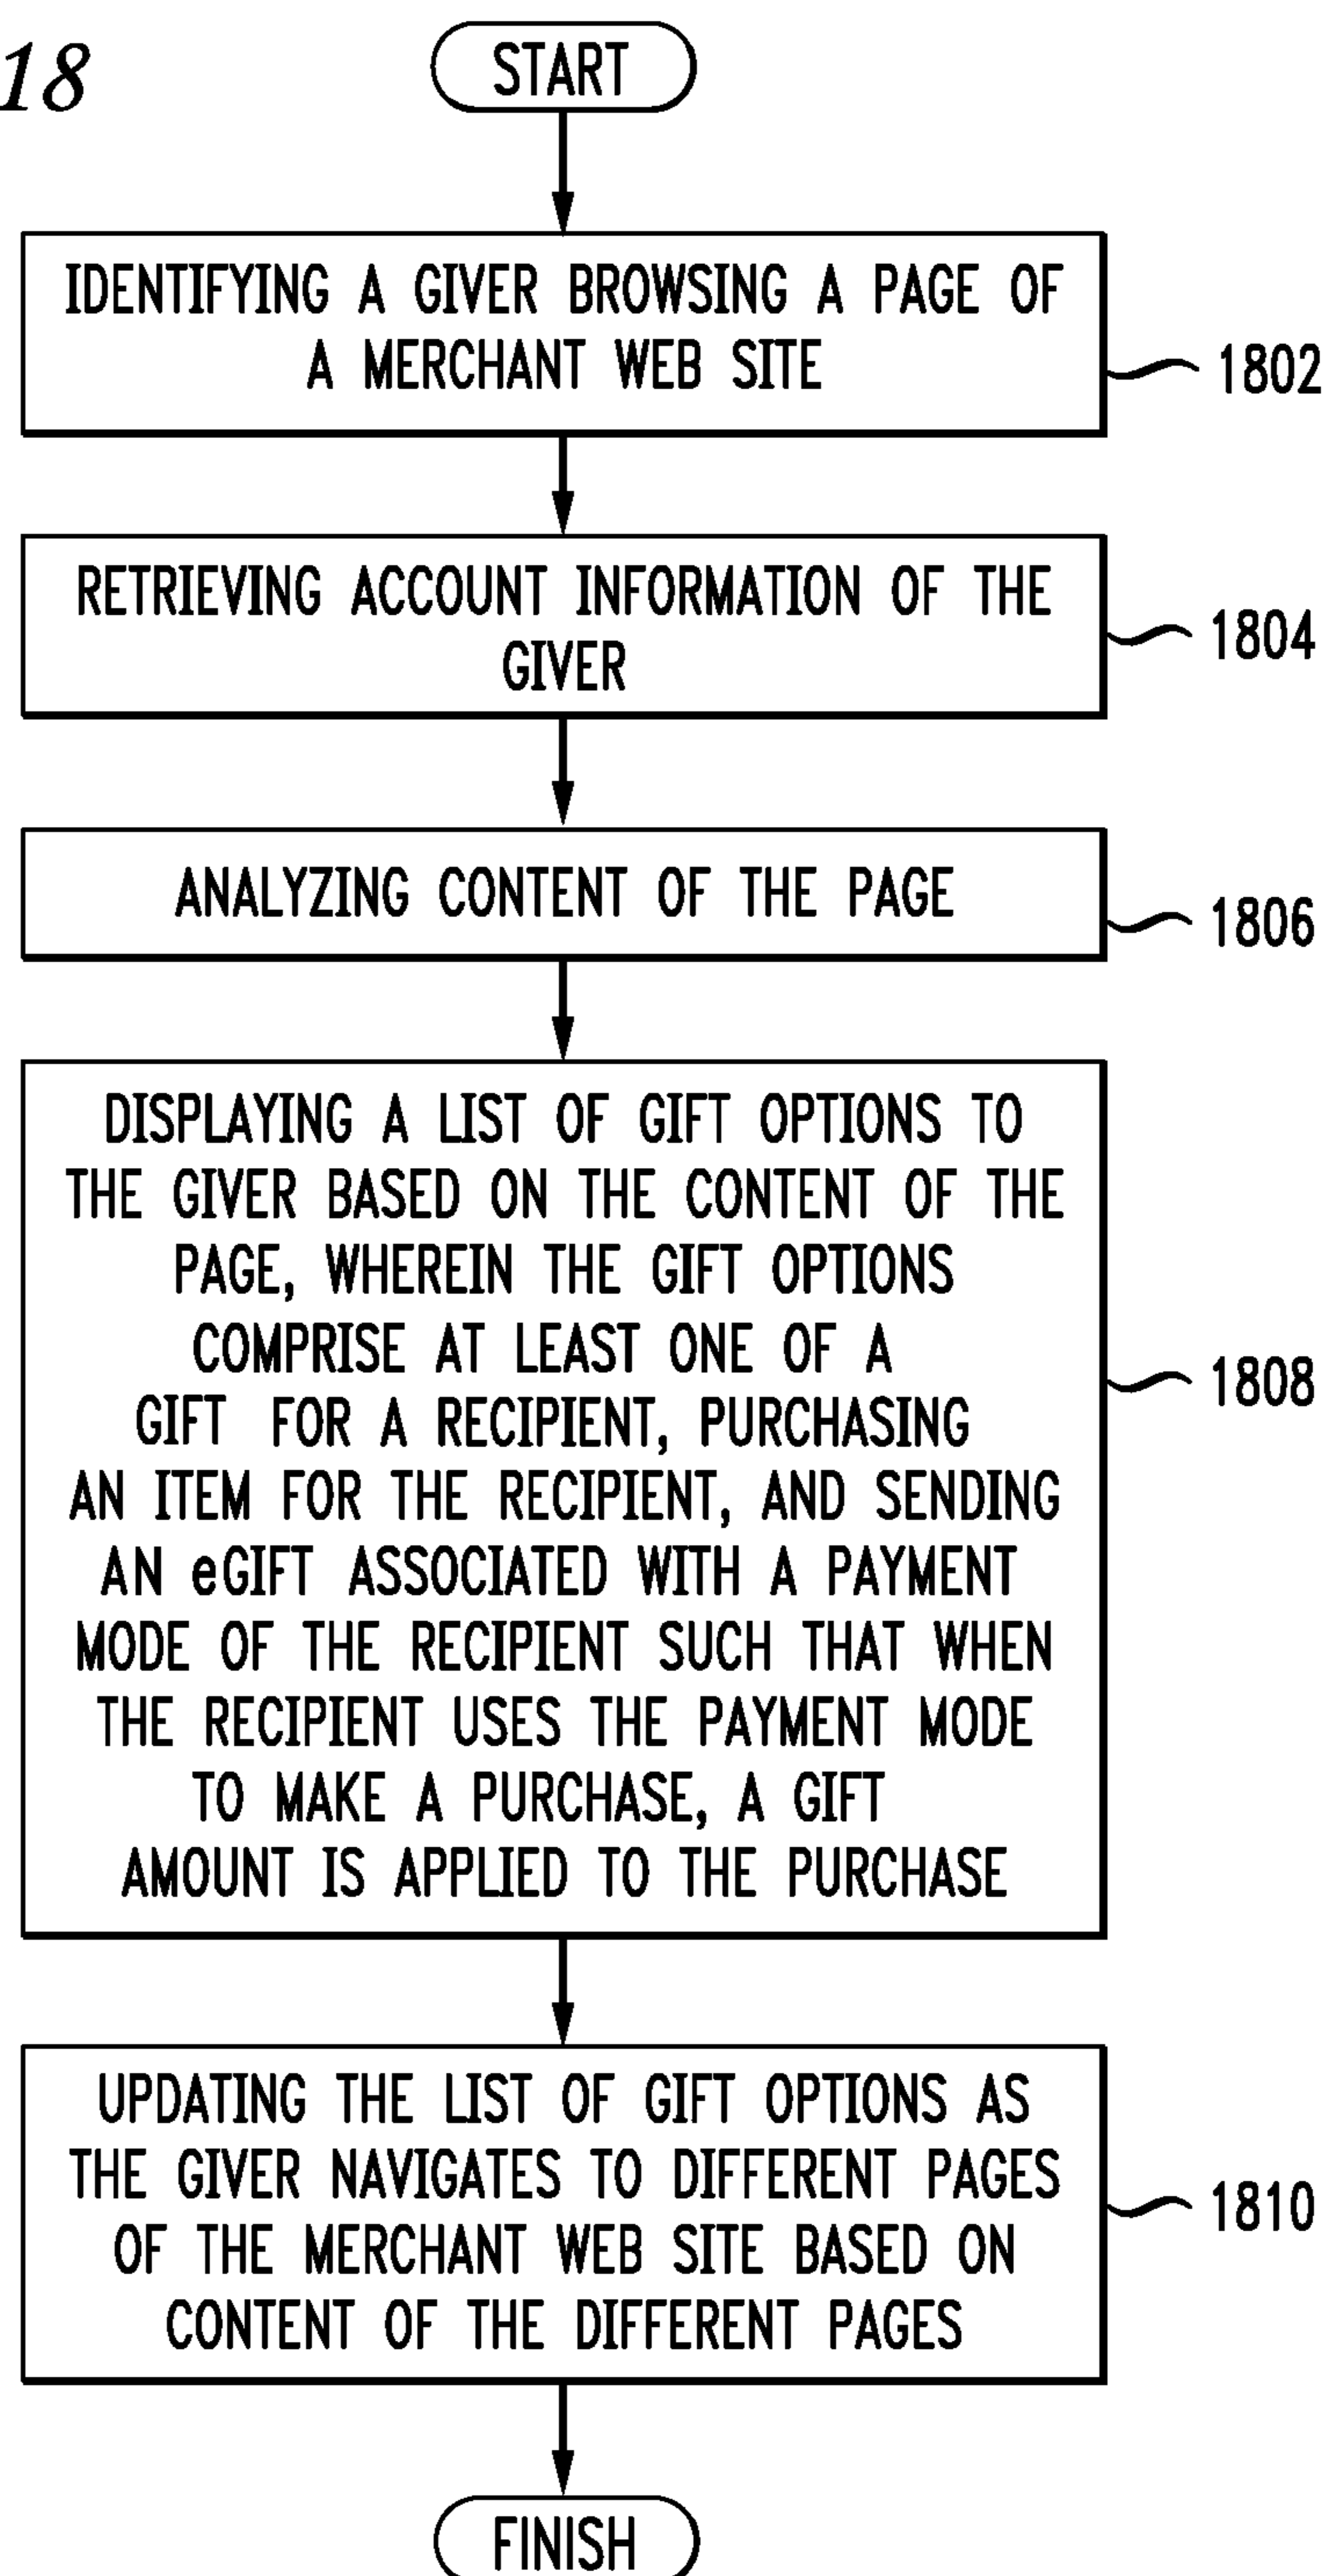 18
START
IDENTIFYING A GIVER BROWSING A PAGE OF
A MERCHANT WEB SITE
1802
RETRIEVING ACCOUNT INFORMATION OF THE
GIVER
1804
ANALYZING CONTENT OF THE PAGE
1806
DISPLAYING A LIST OF GIFT OPTIONS TO
THE GIVER BASED ON THE CONTENT OF THE
PAGE, WHEREIN THE GIFT OPTIONS
COMPRISE AT LEAST ONE OF A
GIFT FOR A RECIPIENT, PURCHASING
AN ITEM FOR THE RECIPIENT, AND SENDING
AN eGIFT ASSOCIATED WITH A PAYMENT
MODE OF THE RECIPIENT SUCH THAT WHEN
THE RECIPIENT USES THE PAYMENT MODE
TO MAKE A PURCHASE, A GIFT
AMOUNT IS APPLIED TO THE PURCHASE
1808
UPDATING THE LIST OF GIFT OPTIONS AS
THE GIVER NAVIGATES TO DIFFERENT PAGES
OF THE MERCHANT WEB SITE BASED ON
CONTENT OF THE DIFFERENT PAGES
1810
FINISH